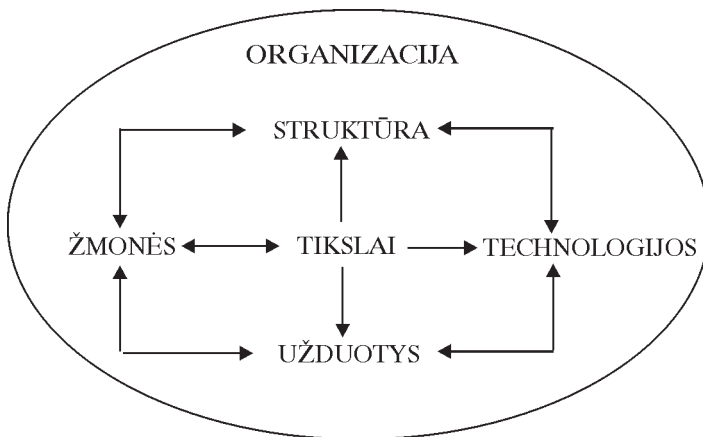 ORGANIZACIJA
STRUKTŪRA
ŽMONĖS TIKSLAI TECHNOLOGIJOS
UŽDUOTYS